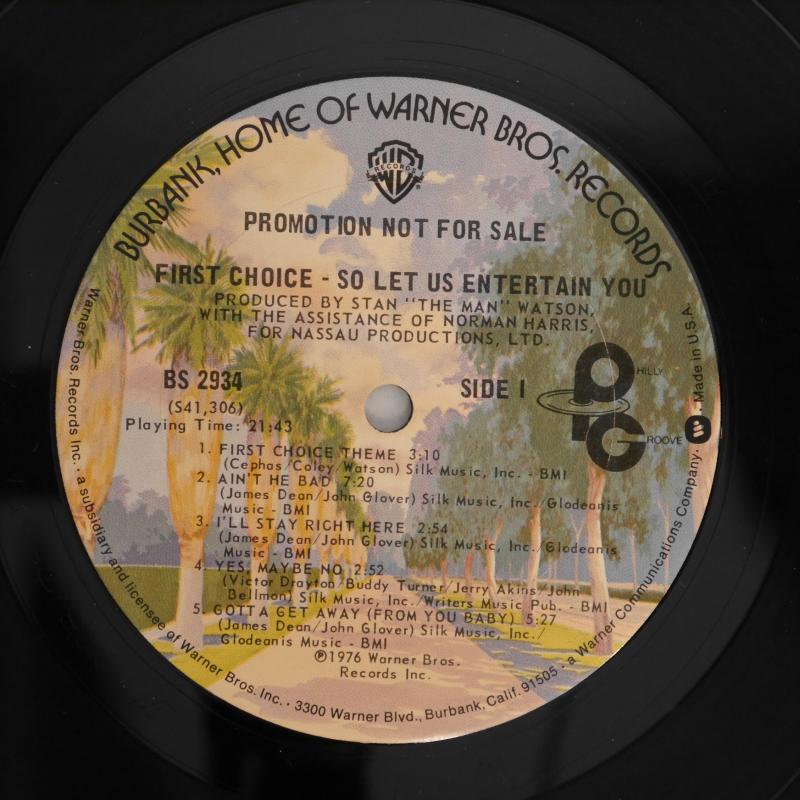 BURBANK, HOME OF WARNER BROS. RECORDS
RECORDS
PROMOTION NOT FOR SALE
FIRST CHOICE - SO LET US ENTERTAIN YOU
PRODUCED BY STAN "THE MAN" WATSON,
WITH THE ASSISTANCE OF NORMAN HARRIS,
FOR NASSAU PRODUCTIONS, LTD.
BS 2934
SIDE I
(S41,306)
Playing Time: 21:43
PHILLY
GROOVE
1. FIRST CHOICE THEME 3:10
(Cephas/Coley/Watson) Silk Music, Inc. - BMI
2. AIN'T HE BAD 7:20
(James Dean/John Glover) Silk Music, Inc./Glodeanis
Music - BMI
3. I'LL STAY RIGHT HERE 2:54
(James Dean/John Glover) Silk Music, Inc./Glodeanis
Music - BMI
4. YES, MAYBE NO 2:52
(Victor Drayton/Buddy Turner/Jerry Akins/John
Bellmon) Silk Music, Inc./Writers Music Pub. - BMI
5. GOTTA GET AWAY (FROM YOU BABY) 5:27
(James Dean/John Glover) Silk Music, Inc./
Glodeanis Music - BMI
℗1976 Warner Bros.
Records Inc.
Warner Bros. Records Inc. · a subsidiary and licensee of Warner Bros. Inc. · 3300 Warner Blvd., Burbank, Calif. 91505 · a Warner Communications Company · Made in U.S.A.